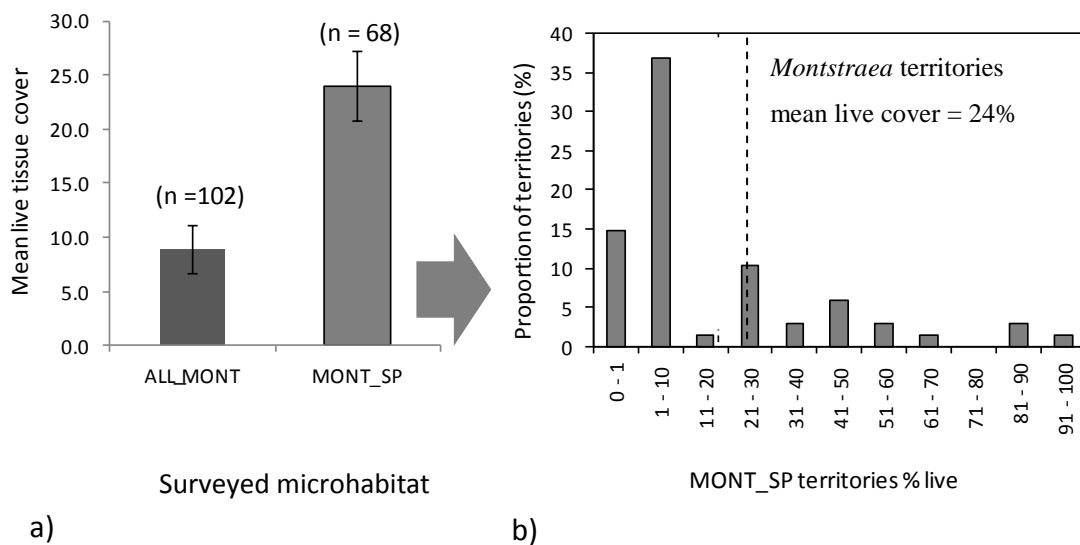 Mean live tissue cover
30.0
25.0
20.0
15.0
10.0
5.0
0.0
(n =102)
(n = 68)
ALL_MONT
MONT_SP
Surveyed microhabitat
a)
Proportion of territories (%)
40
35
30
25
20
15
10
5
0
Montstraea territories
mean live cover = 24%
0 - 1
1 - 10
11 - 20
21 - 30
31 - 40
41 - 50
51 - 60
61 - 70
71 - 80
81 - 90
91 - 100
MONT_SP territories % live
b)